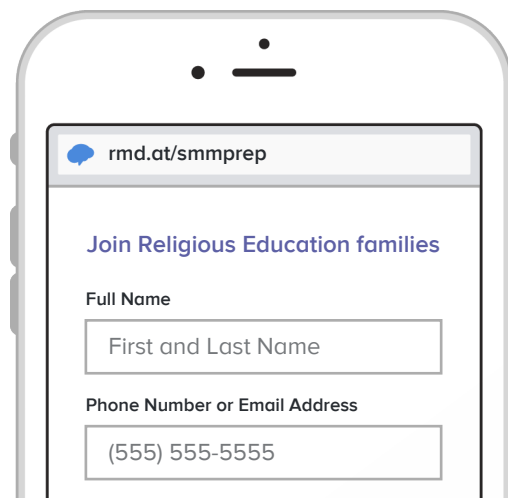 rmd.at/smmprep
Join Religious Education families
Full Name
First and Last Name
Phone Number or Email Address
(555) 555-5555